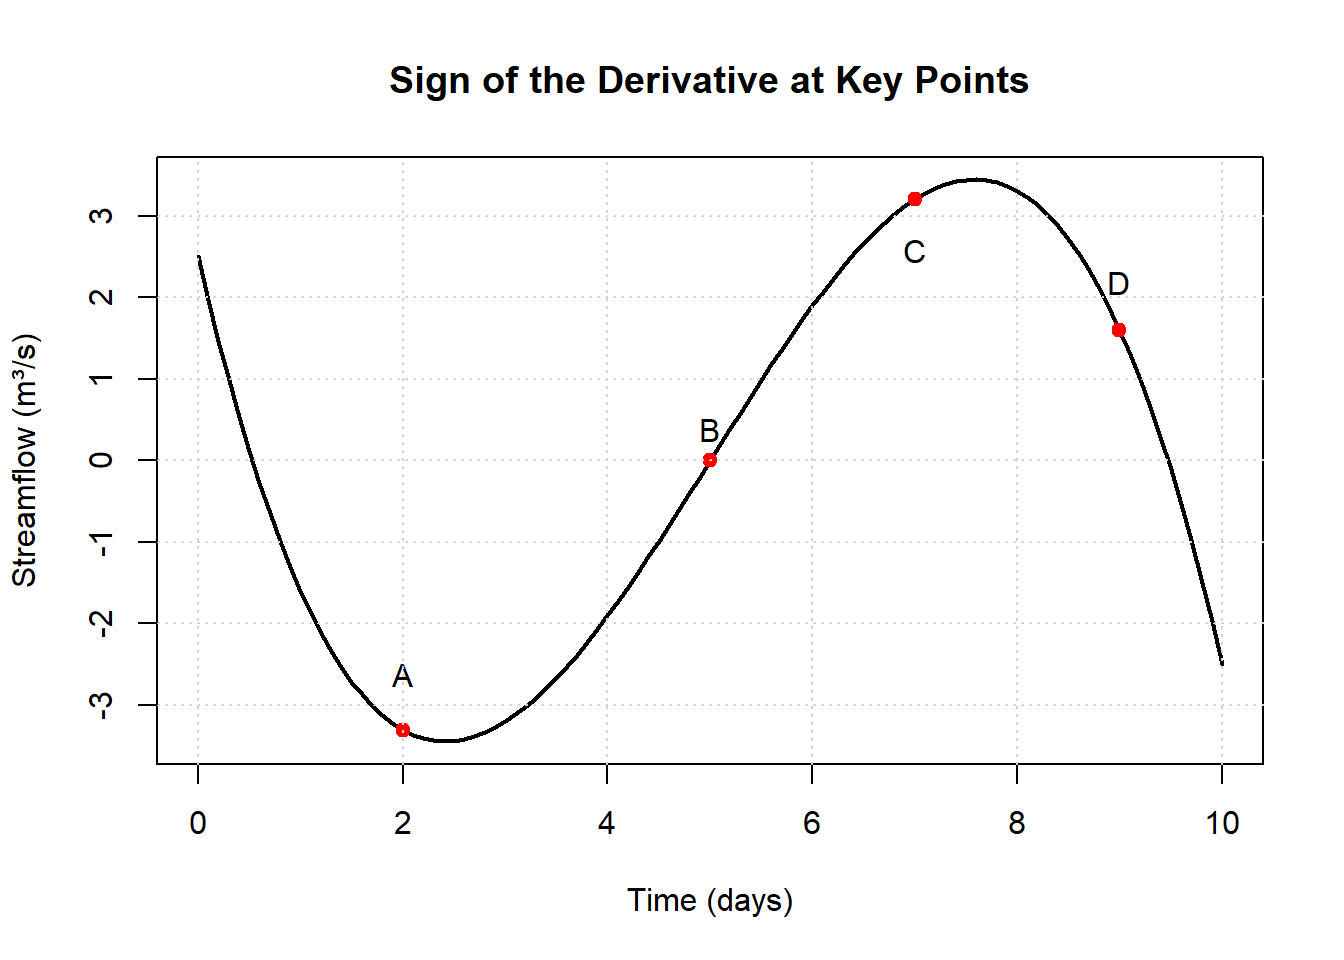 Sign of the Derivative at Key Points
Streamflow (m³/s)
3
2
1
0
-1
-2
-3
A
B
C
D
0 2 4 6 8 10
Time (days)